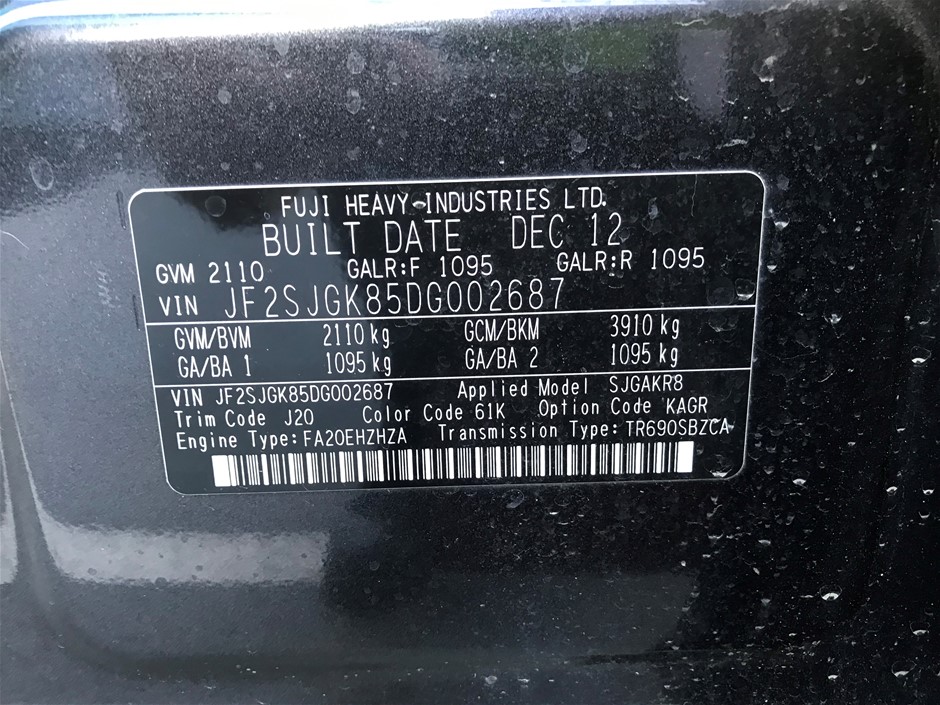 FUJI HEAVY INDUSTRIES LTD.
BUILT DATE DEC 12
GVM 2110 GALR:F 1095 GALR:R 1095
VIN JF2SJGK85DG002687
GVM/BVM 2110 kg GCM/BKM 3910 kg
GA/BA 1 1095 kg GA/BA 2 1095 kg
VIN JF2SJGK85DG002687 Applied Model SJGAKR8
Trim Code J20 Color Code 61K Option Code KAGR
Engine Type:FA20EHZHZA Transmission Type:TR690SBZCA